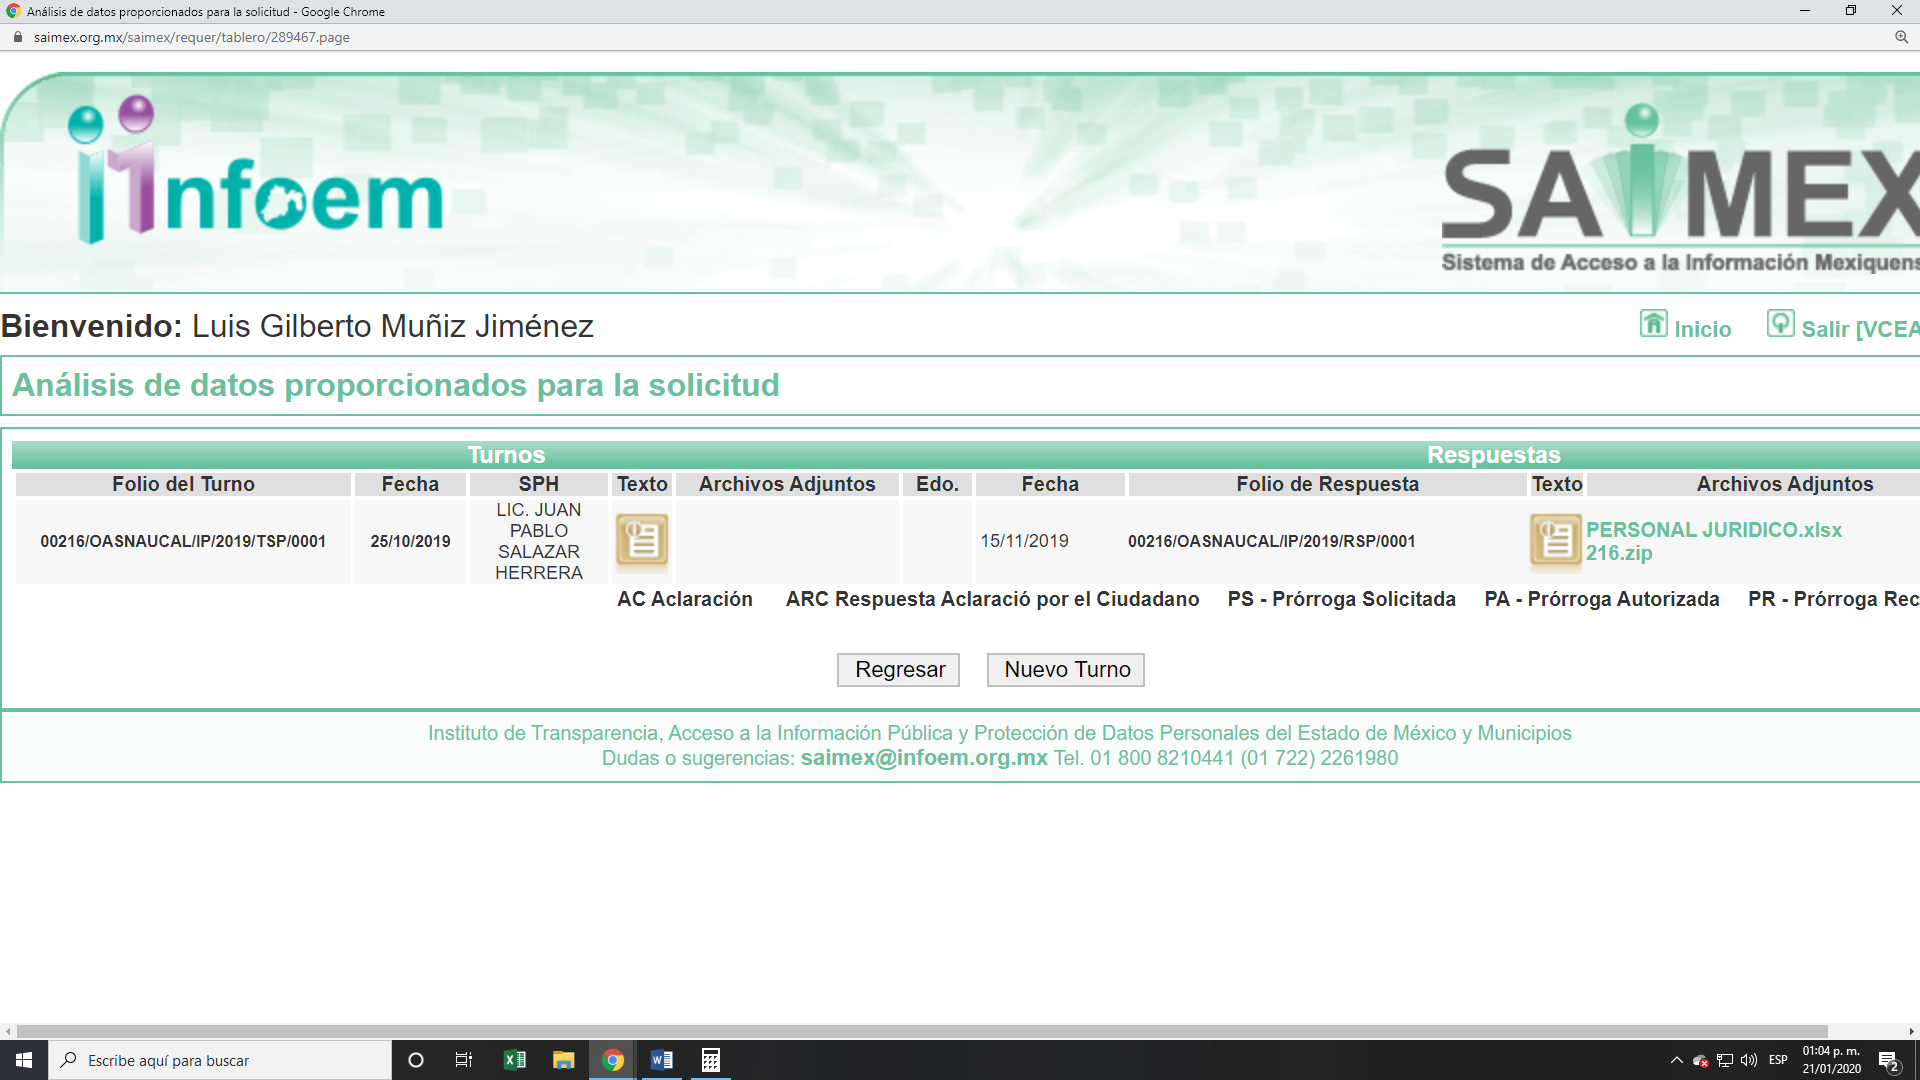 Análisis de datos proporcionados para la solicitud - Google Chrome
saimex.org.mx/saimex/requer/tablero/289467.page
infoem
SAIMEX
Sistema de Acceso a la Información Mexiquens
Bienvenido: Luis Gilberto Muñiz Jiménez
Inicio
Salir [VCEA
Análisis de datos proporcionados para la solicitud
Turnos Respuestas
Folio del Turno Fecha SPH Texto Archivos Adjuntos Edo. Fecha Folio de Respuesta Texto Archivos Adjuntos
00216/OASNAUCAL/IP/2019/TSP/0001
25/10/2019
LIC. JUAN
PABLO
SALAZAR
HERRERA
15/11/2019
00216/OASNAUCAL/IP/2019/RSP/0001
PERSONAL JURIDICO.xlsx
216.zip
AC Aclaración ARC Respuesta Aclaració por el Ciudadano PS - Prórroga Solicitada PA - Prórroga Autorizada PR - Prórroga Rec
Regresar Nuevo Turno
Instituto de Transparencia, Acceso a la Información Pública y Protección de Datos Personales del Estado de México y Municipios
Dudas o sugerencias: saimex@infoem.org.mx Tel. 01 800 8210441 (01 722) 2261980
Escribe aquí para buscar
ESP
01:04 p. m.
21/01/2020
2